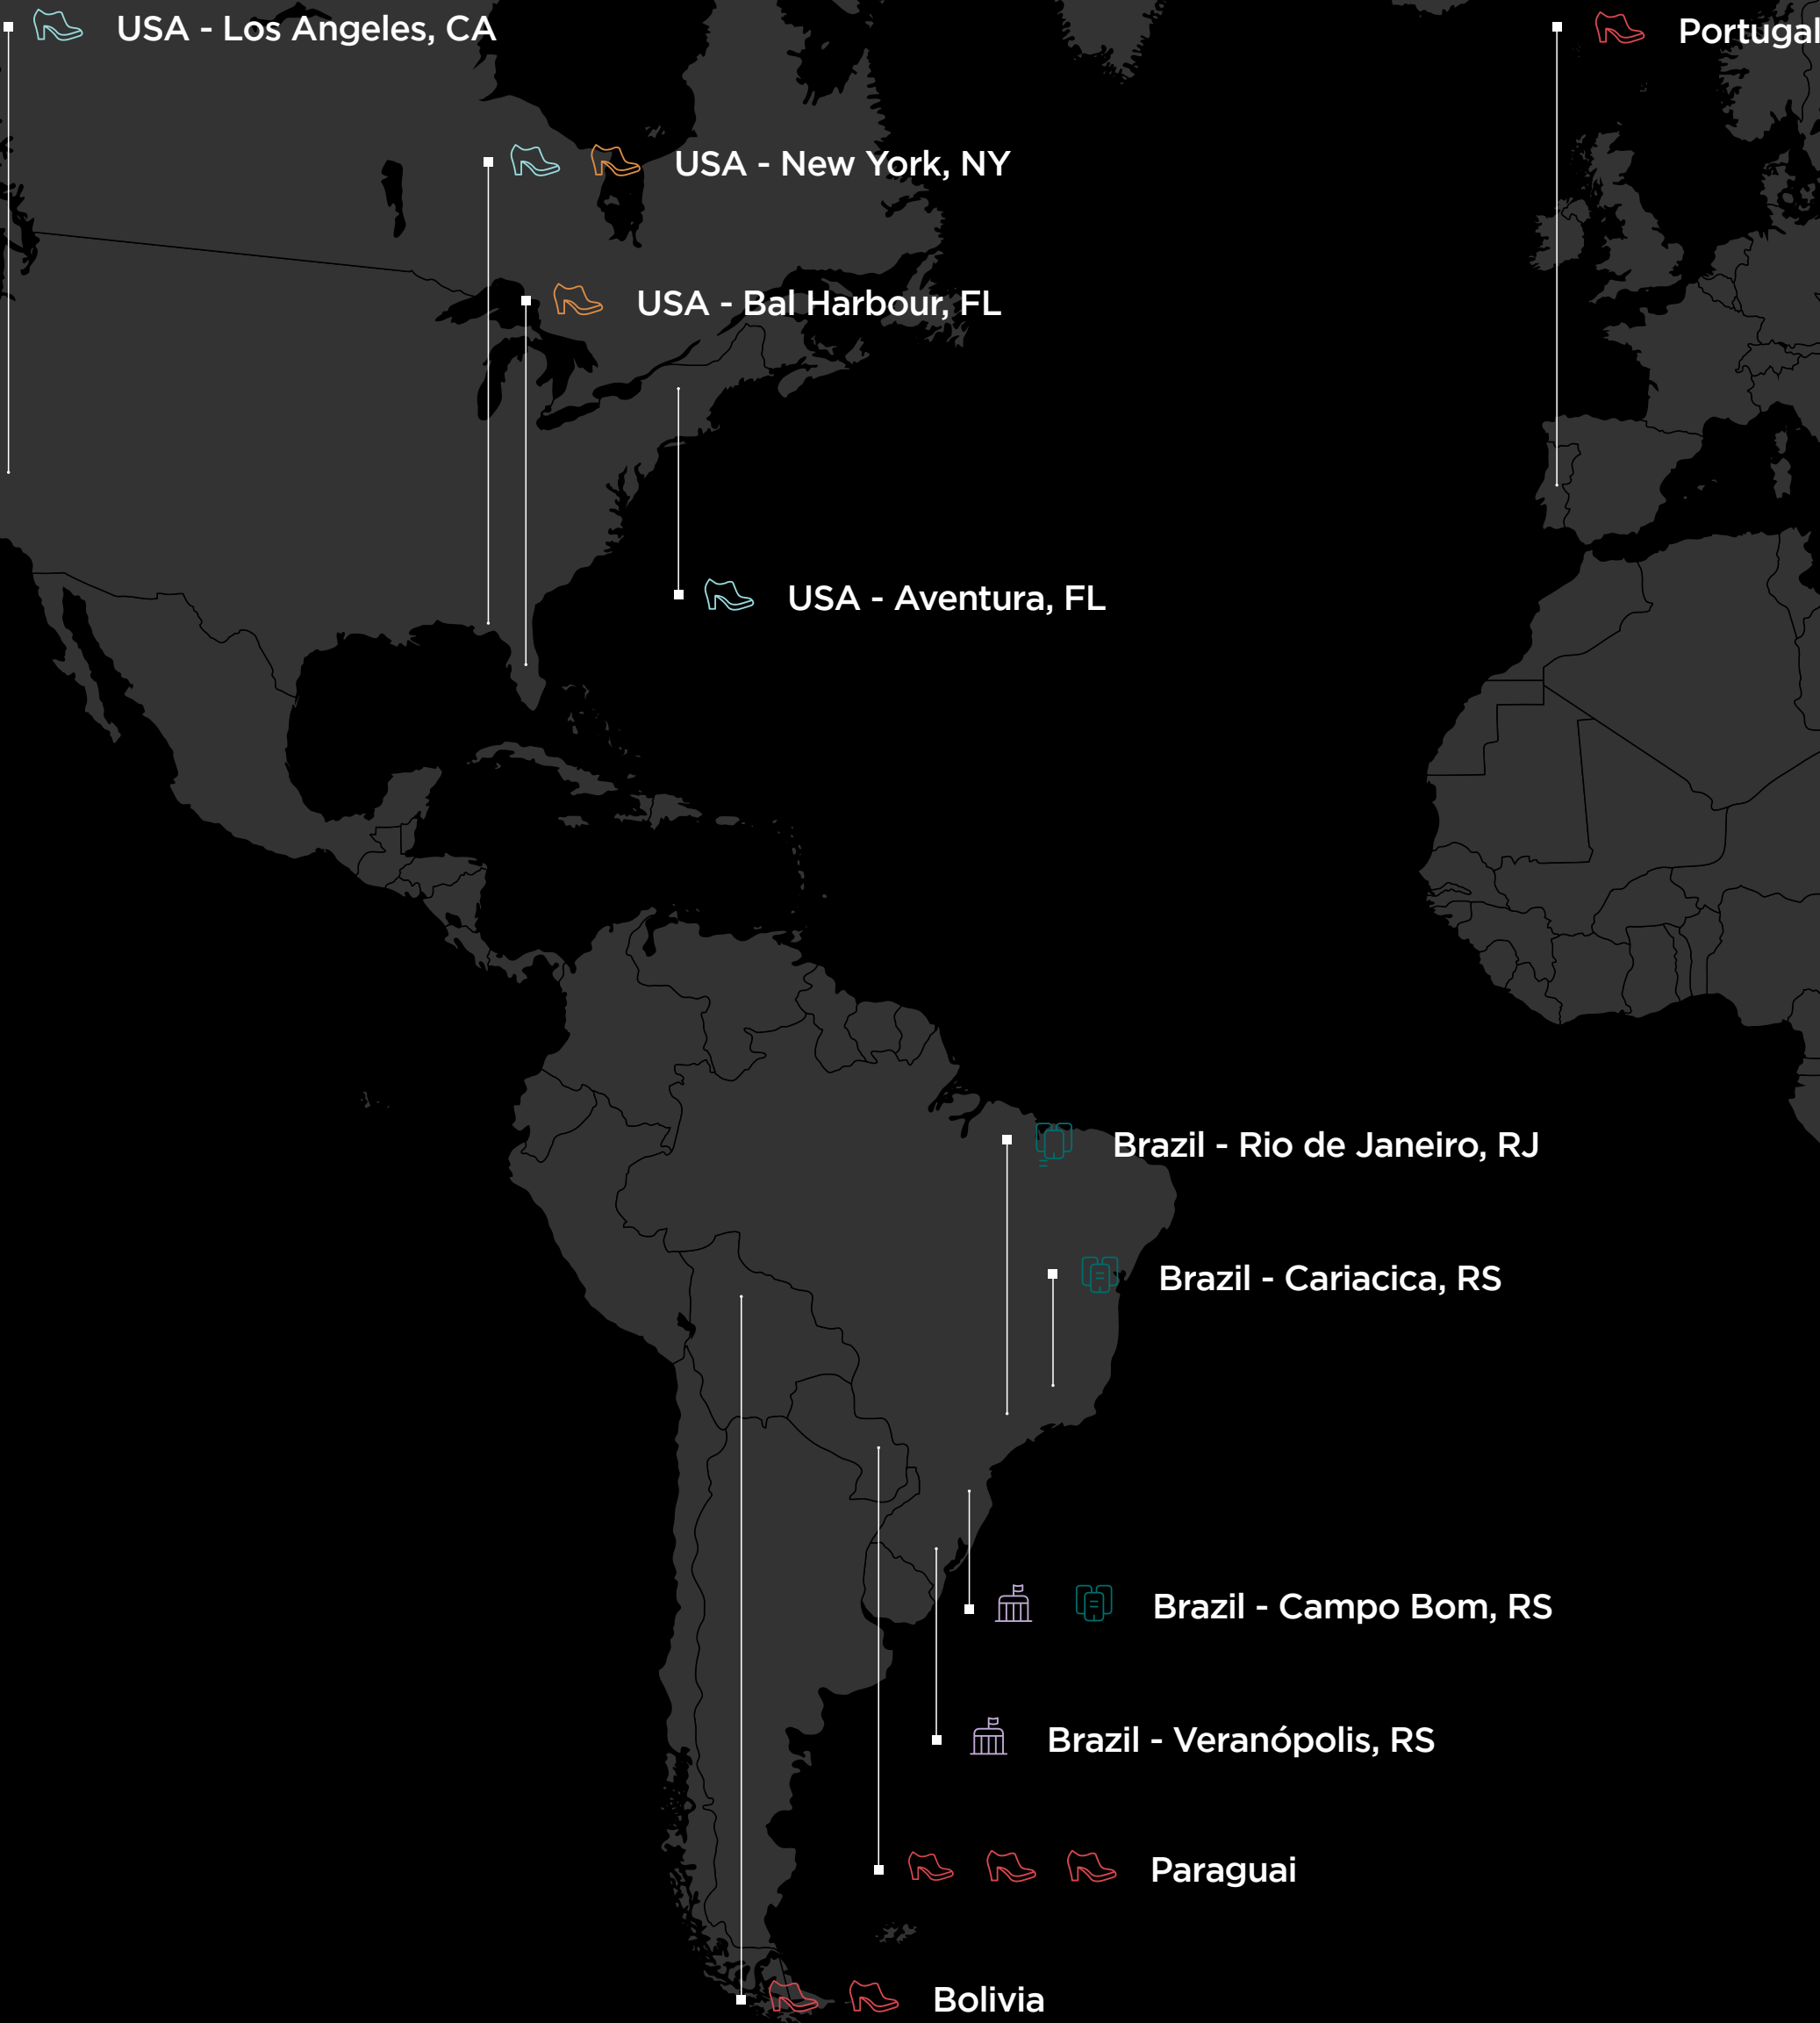 USA - Los Angeles, CA
Portugal
USA - New York, NY
USA - Bal Harbour, FL
USA - Aventura, FL
Brazil - Rio de Janeiro, RJ
Brazil - Cariacica, RS
Brazil - Campo Bom, RS
Brazil - Veranópolis, RS
Paraguai
Bolivia